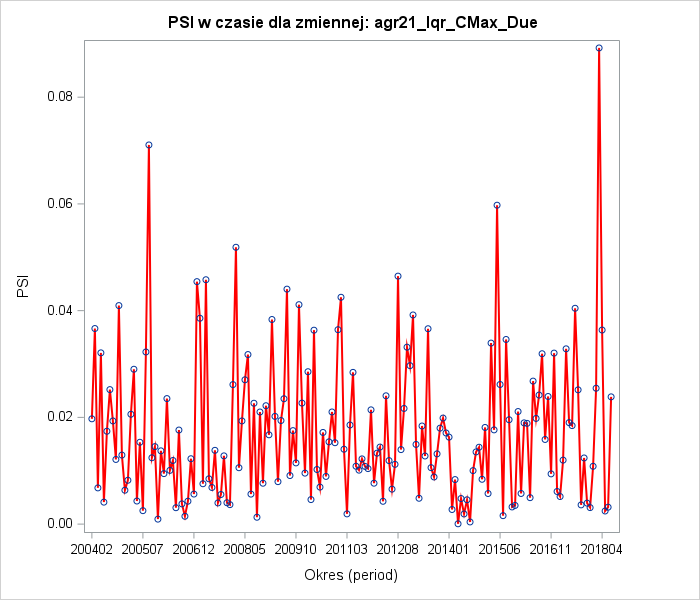 PSI w czasie dla zmiennej: agr21_Iqr_CMax_Due
0.08
0.06
0.04
0.02
0.00
PSI
200402 200507 200612 200805 200910 201103 201208 201401 201506 201611 201804
Okres (period)